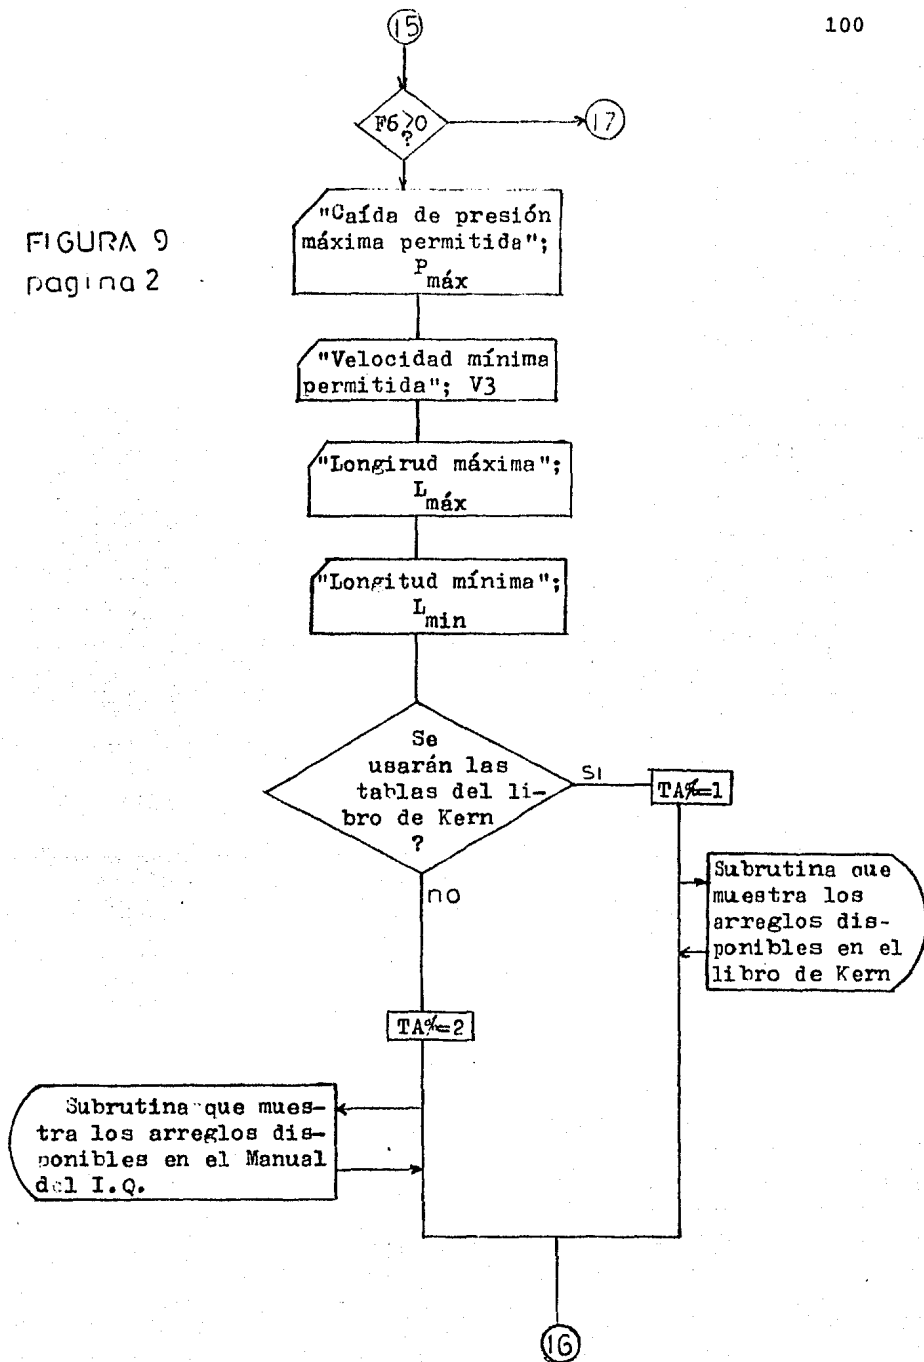 100
15
F6>0
?
17
FIGURA 9
pagina 2
"Caída de presión
máxima permitida";
P
máx
"Velocidad mínima
permitida"; V3
"Longirud máxima";
L
máx
"Longitud mínima";
L
min
Se
usarán las
tablas del li-
bro de Kern
?
SI
TA%=1
Subrutina que
muestra los
arreglos dis-
ponibles en el
libro de Kern
no
TA%=2
Subrutina que mues-
tra los arreglos dis-
ponibles en el Manual
del I.Q.
16